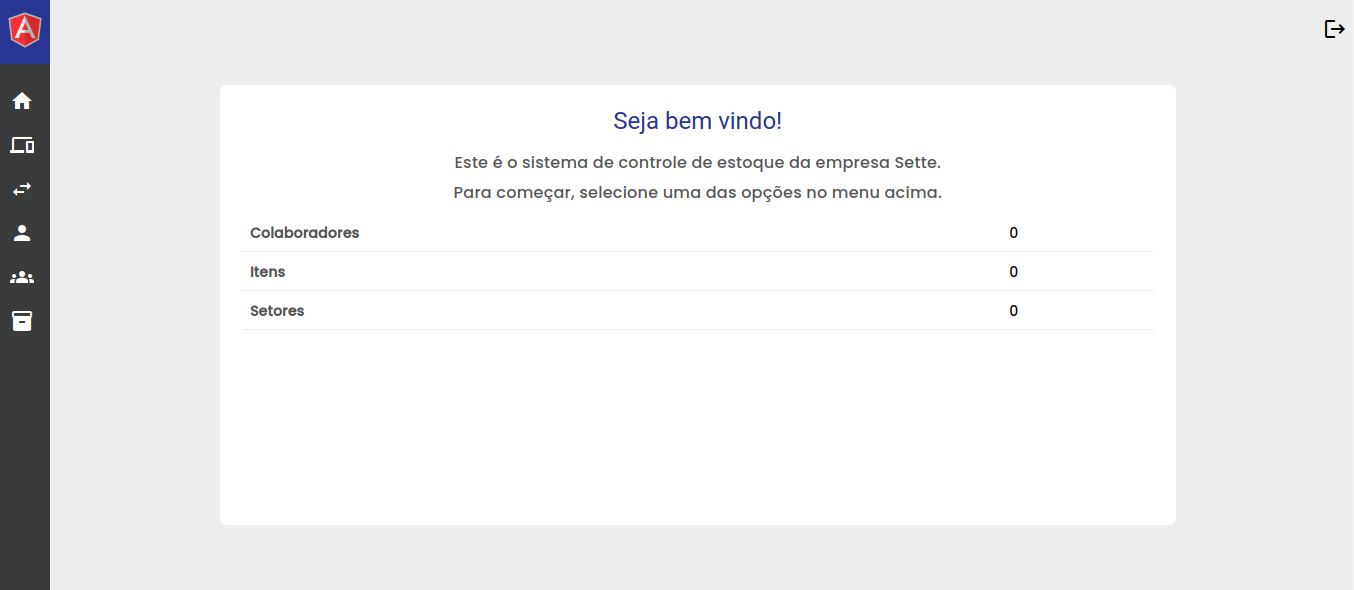 Seja bem vindo!
Este é o sistema de controle de estoque da empresa Sette.
Para começar, selecione uma das opções no menu acima.
Colaboradores 0
Itens 0
Setores 0